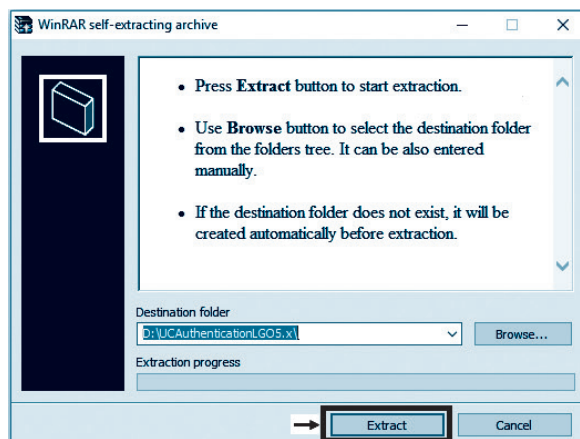 WinRAR self-extracting archive
• Press Extract button to start extraction.
• Use Browse button to select the destination folder
from the folders tree. It can be also entered
manually.
• If the destination folder does not exist, it will be
created automatically before extraction.
Destination folder
D:\UCAuthenticationLGO5.x\
Browse...
Extraction progress
Extract
Cancel